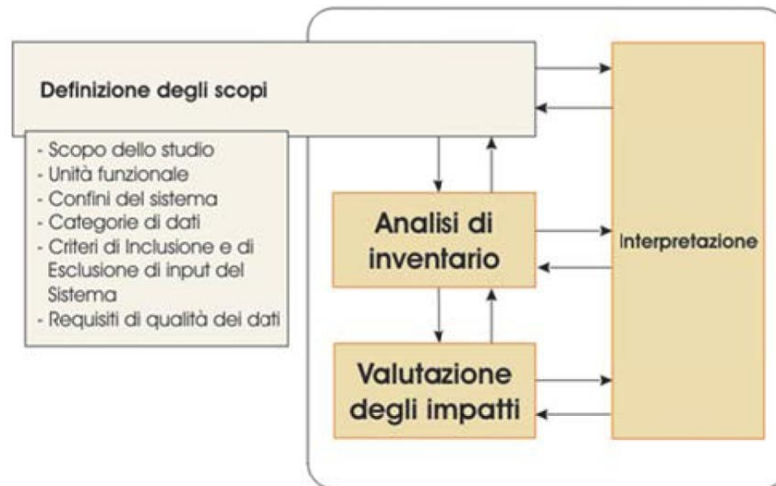 Definizione degli scopi
- Scopo dello studio
- Unità funzionale
- Confini del sistema
- Categorie di dati
- Criteri di Inclusione e di
Esclusione di input del
Sistema
- Requisiti di qualità dei dati
Analisi di
inventario
Valutazione
degli impatti
Interpretazione